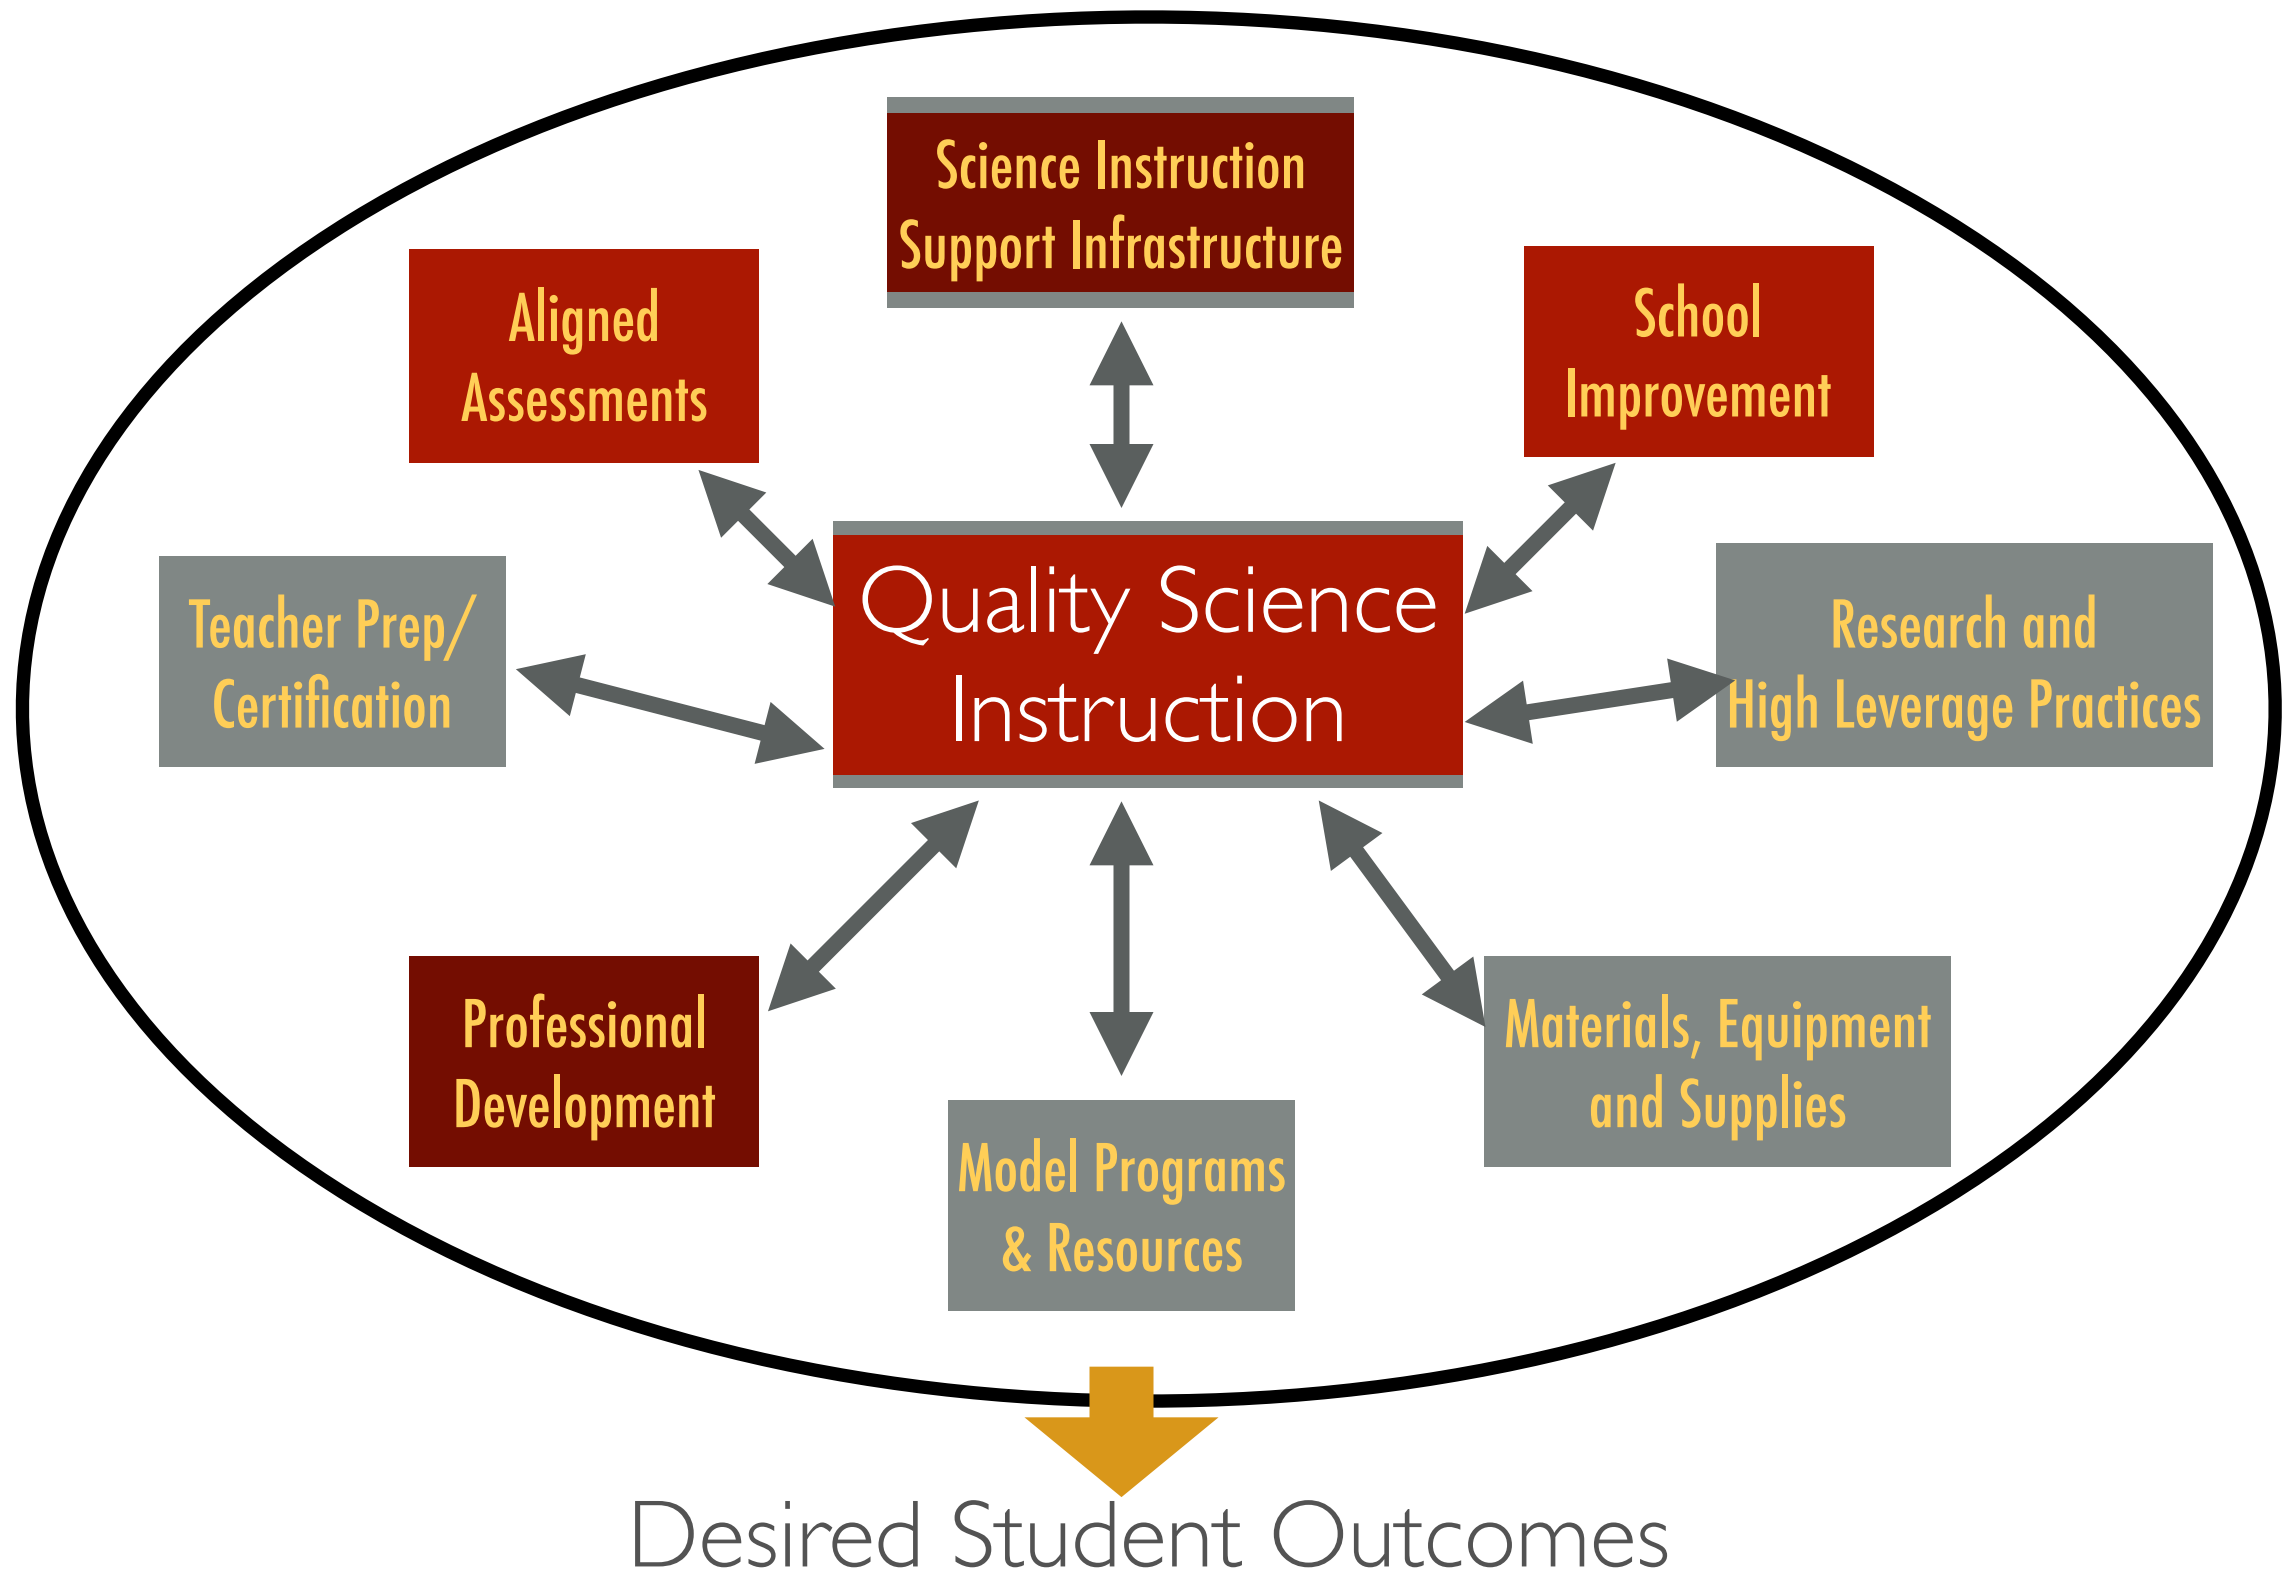 Science Instruction
Support Infrastructure
Aligned
Assessments
School
Improvement
Quality Science
Instruction
Teacher Prep/
Certification
Research and
High Leverage Practices
Professional
Development
Materials, Equipment
and Supplies
Model Programs
& Resources
Desired Student Outcomes